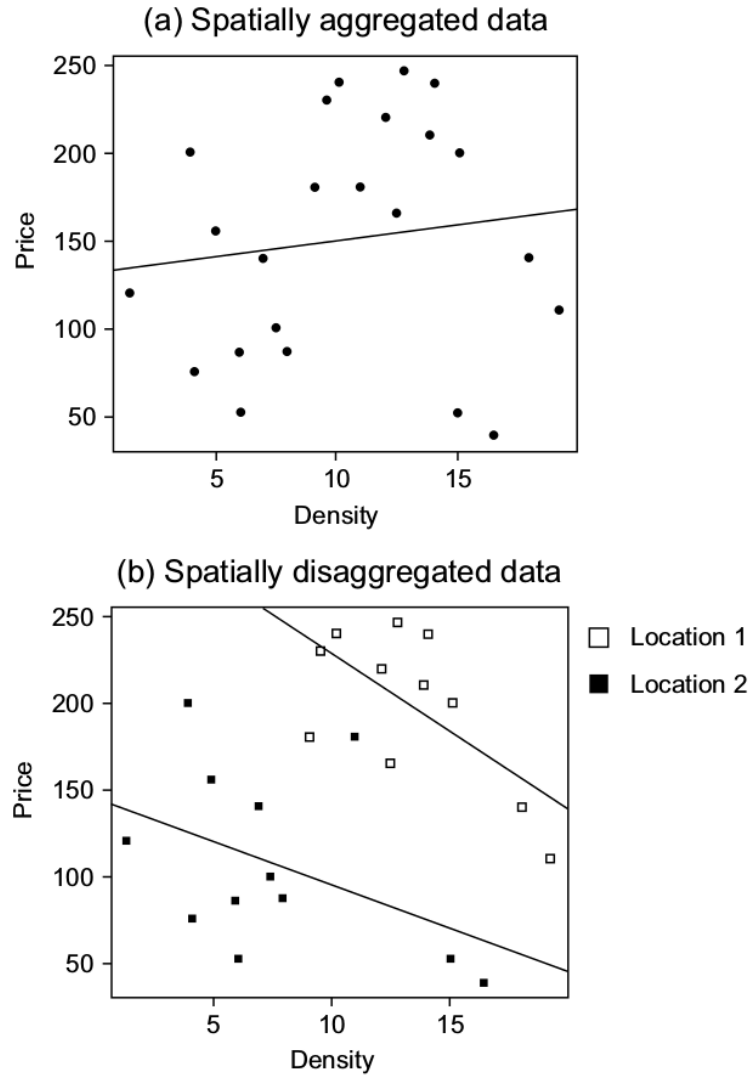 (a) Spatially aggregated data
250
200
150
100
50
Price
5 10 15
Density
(b) Spatially disaggregated data
250
200
150
100
50
Price
5 10 15
Density
Location 1
Location 2